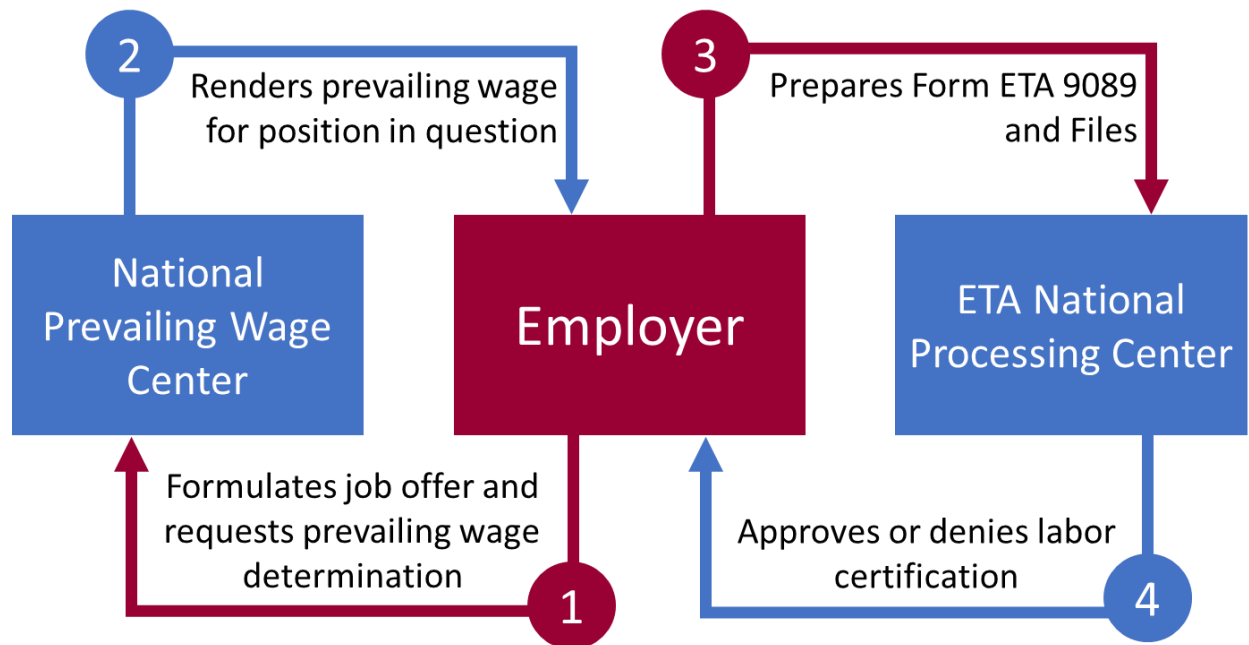 2
Renders prevailing wage
for position in question
3
Prepares Form ETA 9089
and Files
National
Prevailing Wage
Center
Employer
ETA National
Processing Center
Formulates job offer and
requests prevailing wage
determination
1
Approves or denies labor
certification
4